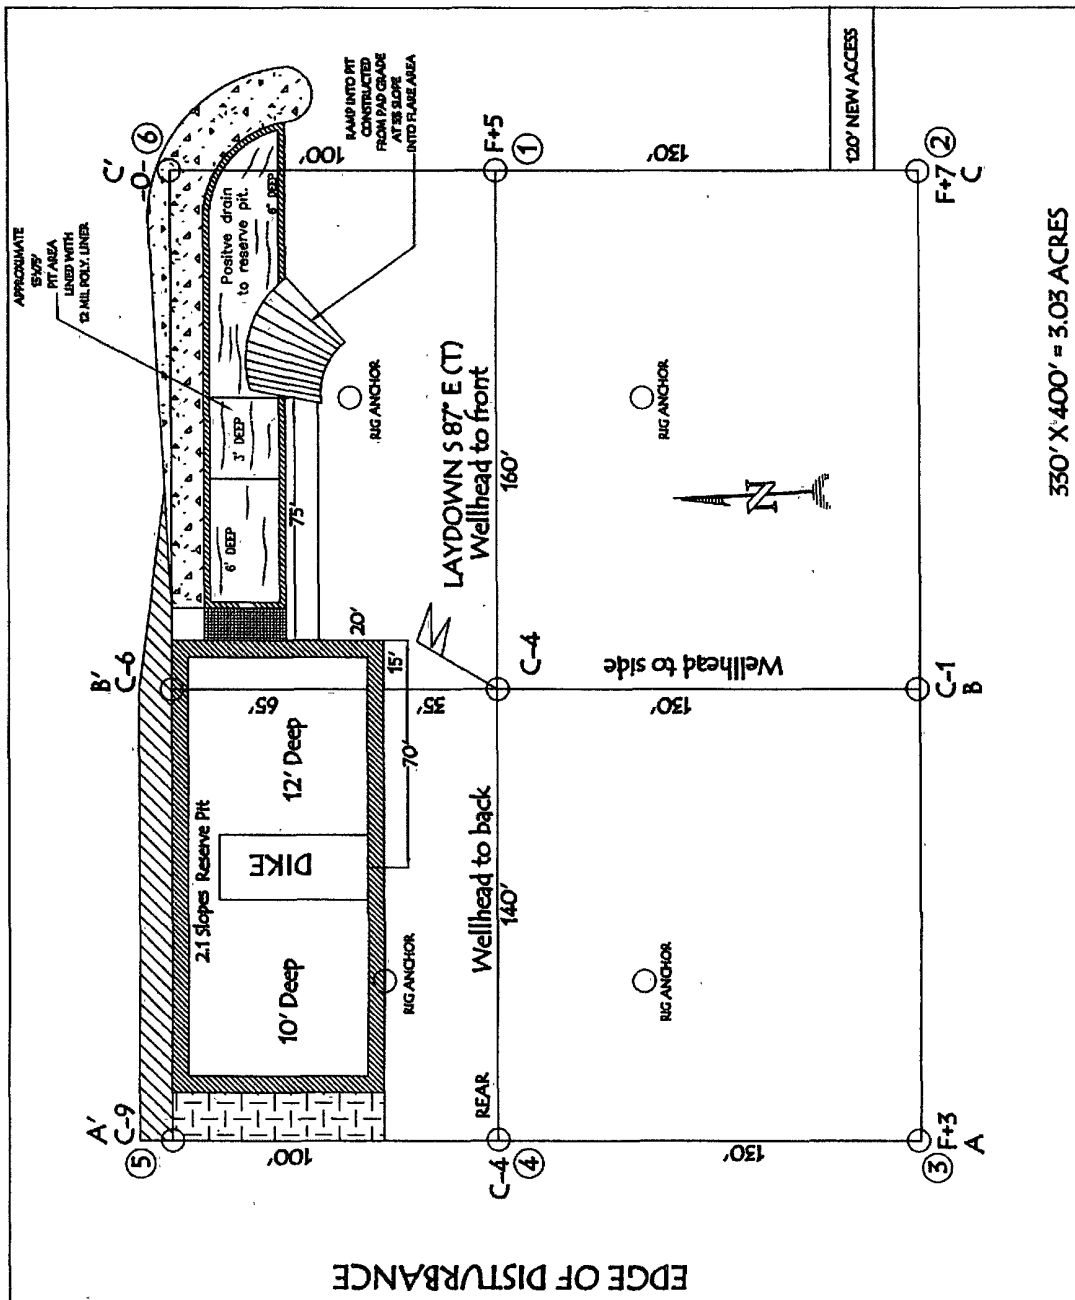 APPROXIMATE
15'x75'
PIT AREA
LINED WITH
12 MIL POLY. LINER
RAMP INTO PIT
CONSTRUCTED
FROM PAD GRADE
INTO FLARE AREA
C'
-0-
6
B'
C-6
A'
C-9
5
Positve drain
to reserve pit.
6" DEEP
3' DEEP
6' DEEP
75'
20'
15'
70'
2.1 Slopes Reserve Pit
12' Deep
DIKE
10' Deep
65'
35'
100'
100'
RIG ANCHOR
RIG ANCHOR
RIG ANCHOR
RIG ANCHOR
LAYDOWN S 87° E (T)
Wellhead to front
160'
F+5
1
C-4
Wellhead to back
140'
REAR
C-4
4
N
Wellhead to side
130'
130'
130'
120' NEW ACCESS
2
F+7
C
C-1
B
3
F+3
A
330' X 400' = 3.03 ACRES
EDGE OF DISTURBANCE